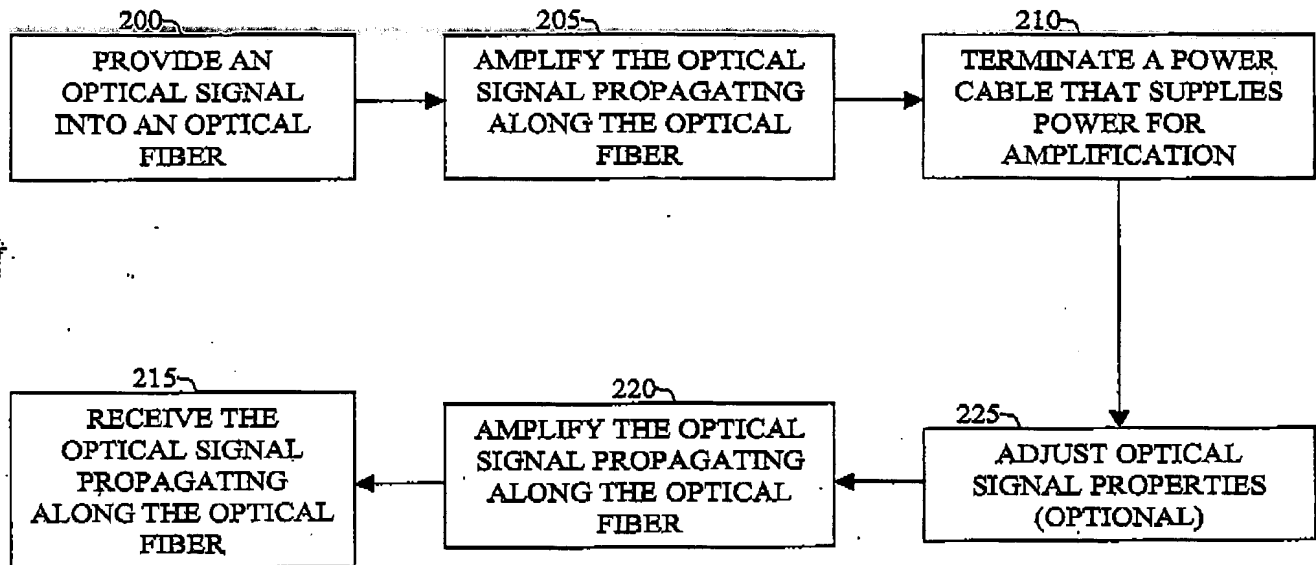 200
PROVIDE AN
OPTICAL SIGNAL
INTO AN OPTICAL
FIBER
205
AMPLIFY THE OPTICAL
SIGNAL PROPAGATING
ALONG THE OPTICAL
FIBER
210
TERMINATE A POWER
CABLE THAT SUPPLIES
POWER FOR
AMPLIFICATION
225
ADJUST OPTICAL
SIGNAL PROPERTIES
(OPTIONAL)
220
AMPLIFY THE OPTICAL
SIGNAL PROPAGATING
ALONG THE OPTICAL
FIBER
215
RECEIVE THE
OPTICAL SIGNAL
PROPAGATING
ALONG THE OPTICAL
FIBER